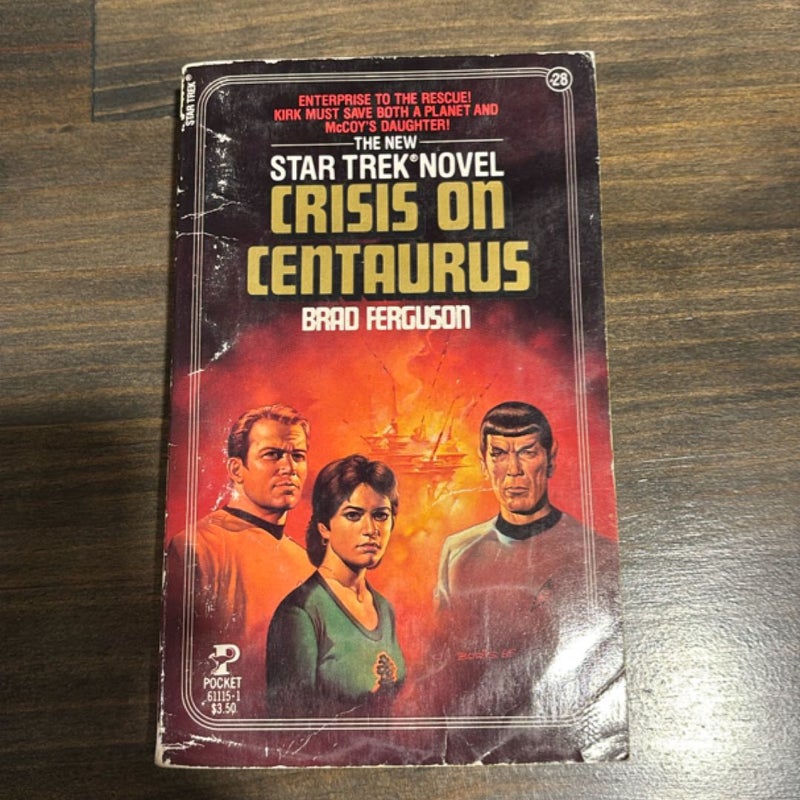 STAR TREK®
28
ENTERPRISE TO THE RESCUE!
KIRK MUST SAVE BOTH A PLANET AND
McCOY'S DAUGHTER!
THE NEW
STAR TREK® NOVEL
CRISIS ON
CENTAURUS
BRAD FERGUSON
POCKET
61115-1
$3.50